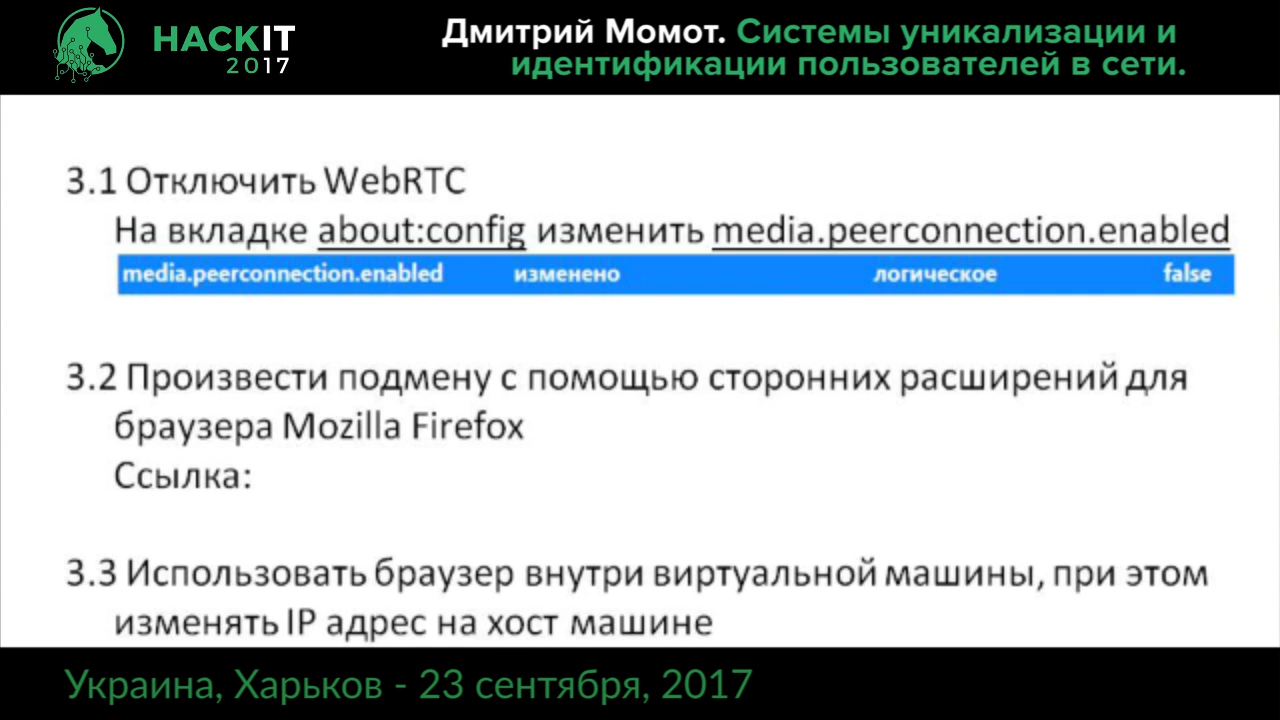 HACKIT
2017
Дмитрий Момот. Системы уникализации и
идентификации пользователей в сети.
3.1 Отключить WebRTC
На вкладке about:config изменить media.peerconnection.enabled
media.peerconnection.enabled изменено логическое false
3.2 Произвести подмену с помощью сторонних расширений для
браузера Mozilla Firefox
Ссылка:
3.3 Использовать браузер внутри виртуальной машины, при этом
изменять IP адрес на хост машине
Украина, Харьков - 23 сентября, 2017